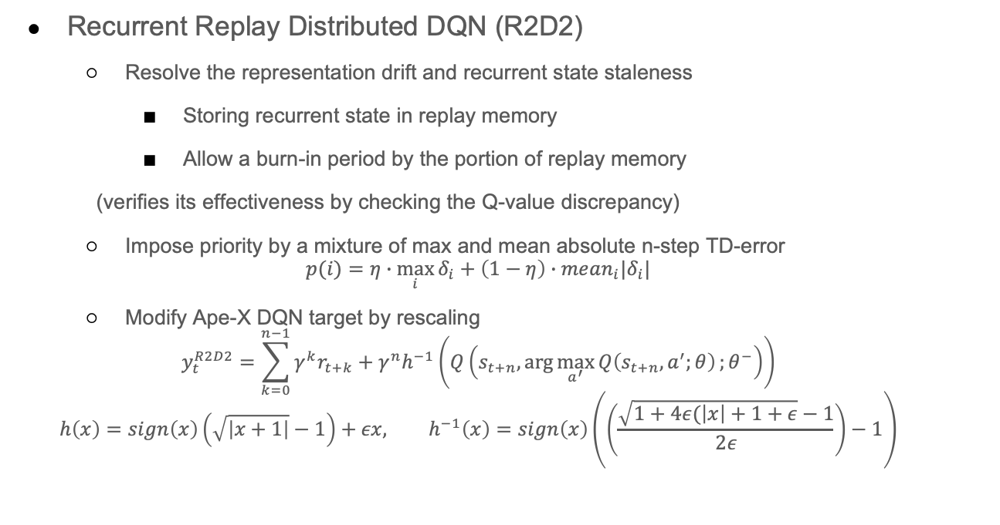 ● Recurrent Replay Distributed DQN (R2D2)
○ Resolve the representation drift and recurrent state staleness
■ Storing recurrent state in replay memory
■ Allow a burn-in period by the portion of replay memory
(verifies its effectiveness by checking the Q-value discrepancy)
○ Impose priority by a mixture of max and mean absolute n-step TD-error
$p(i) = \eta \cdot \max_{i} \delta_i + (1 - \eta) \cdot mean_i|\delta_i|$
○ Modify Ape-X DQN target by rescaling
$y_t^{R2D2} = \sum_{k=0}^{n-1} \gamma^k r_{t+k} + \gamma^n h^{-1}\left(Q\left(s_{t+n}, \arg\max_{a'} Q(s_{t+n}, a'; \theta); \theta^-\right)\right)$
$h(x) = sign(x)\left(\sqrt{|x + 1|} - 1\right) + \epsilon x, \quad h^{-1}(x) = sign(x)\left(\left(\frac{\sqrt{1 + 4\epsilon(|x| + 1 + \epsilon} - 1}{2\epsilon}\right) - 1\right)$